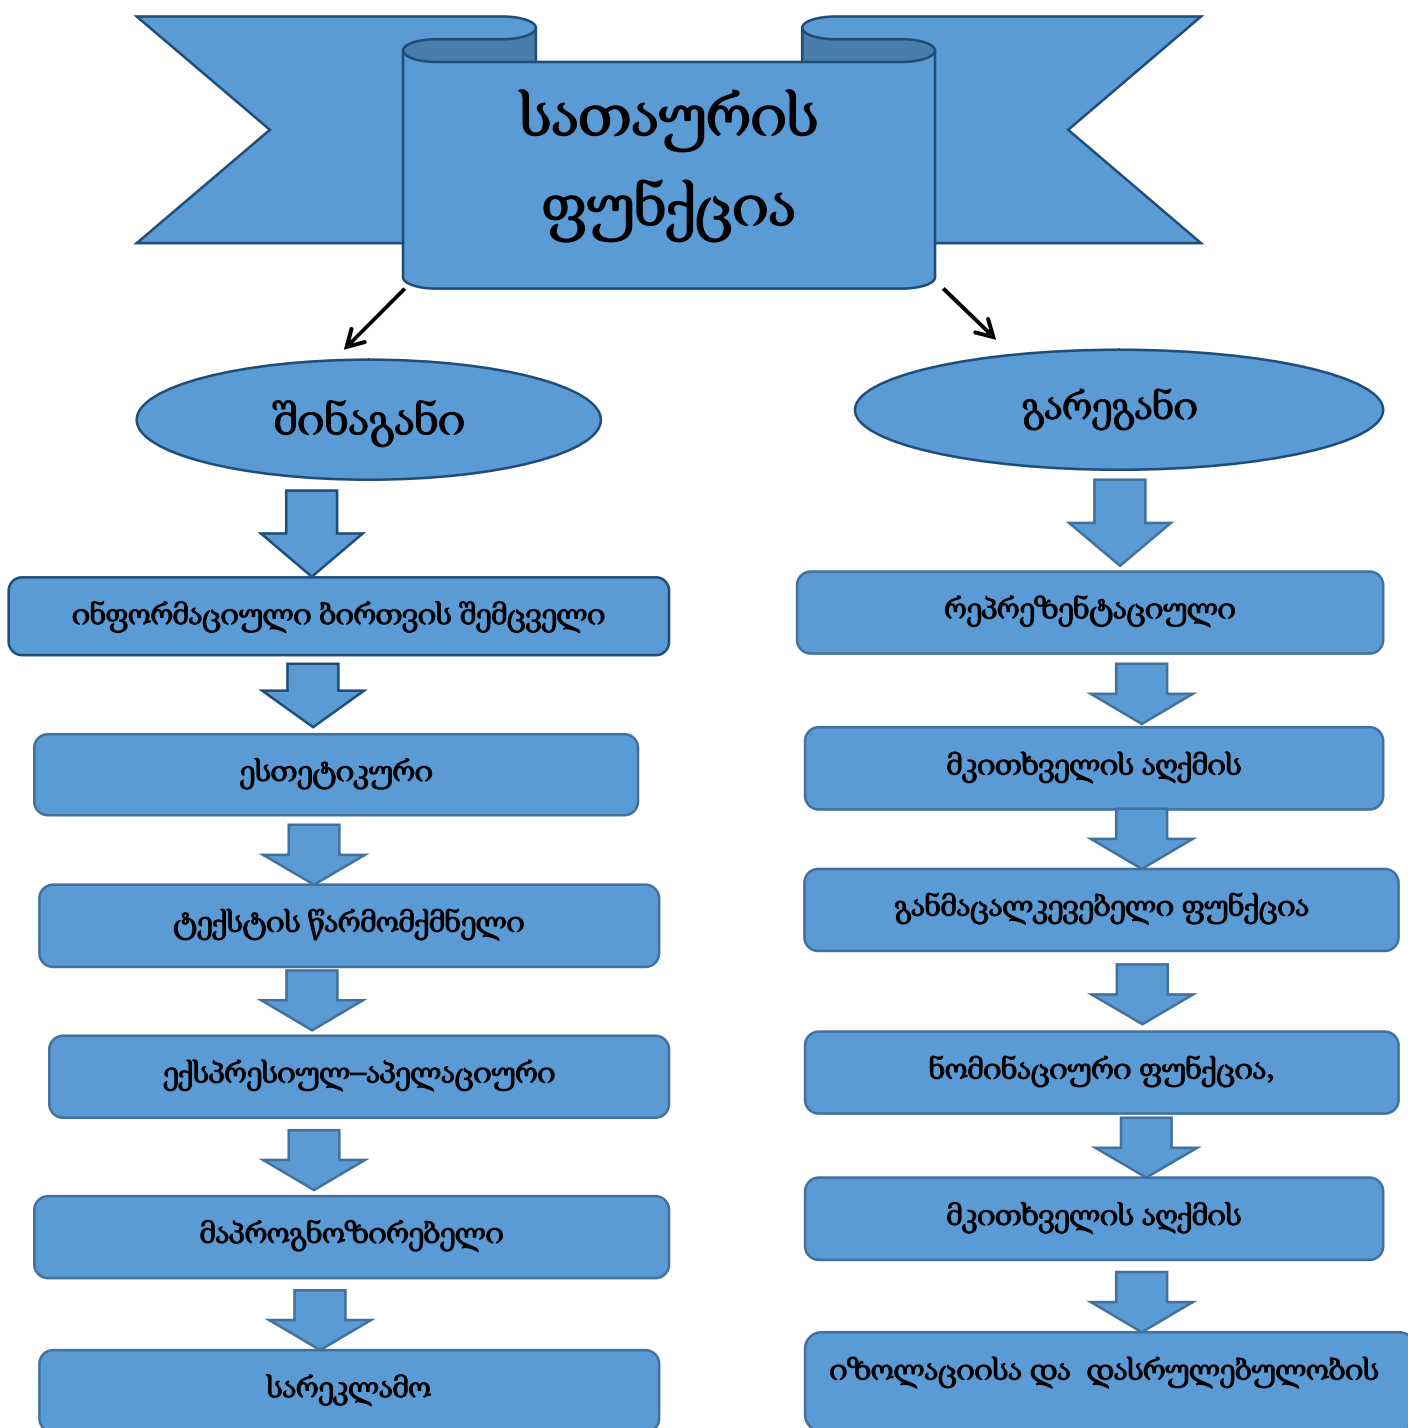 სათაურის
ფუნქცია
შინაგანი
ინფორმაციული ბირთვის შემცველი
ესთეტიკური
ტექსტის წარმომქმნელი
ექსპრესიულ–აპელაციური
მაპროგნოზირებელი
სარეკლამო
გარეგანი
რეპრეზენტაციული
მკითხველის აღქმის
განმაცალკევებელი ფუნქცია
ნომინაციური ფუნქცია,
მკითხველის აღქმის
იზოლაციისა და დასრულებულობის